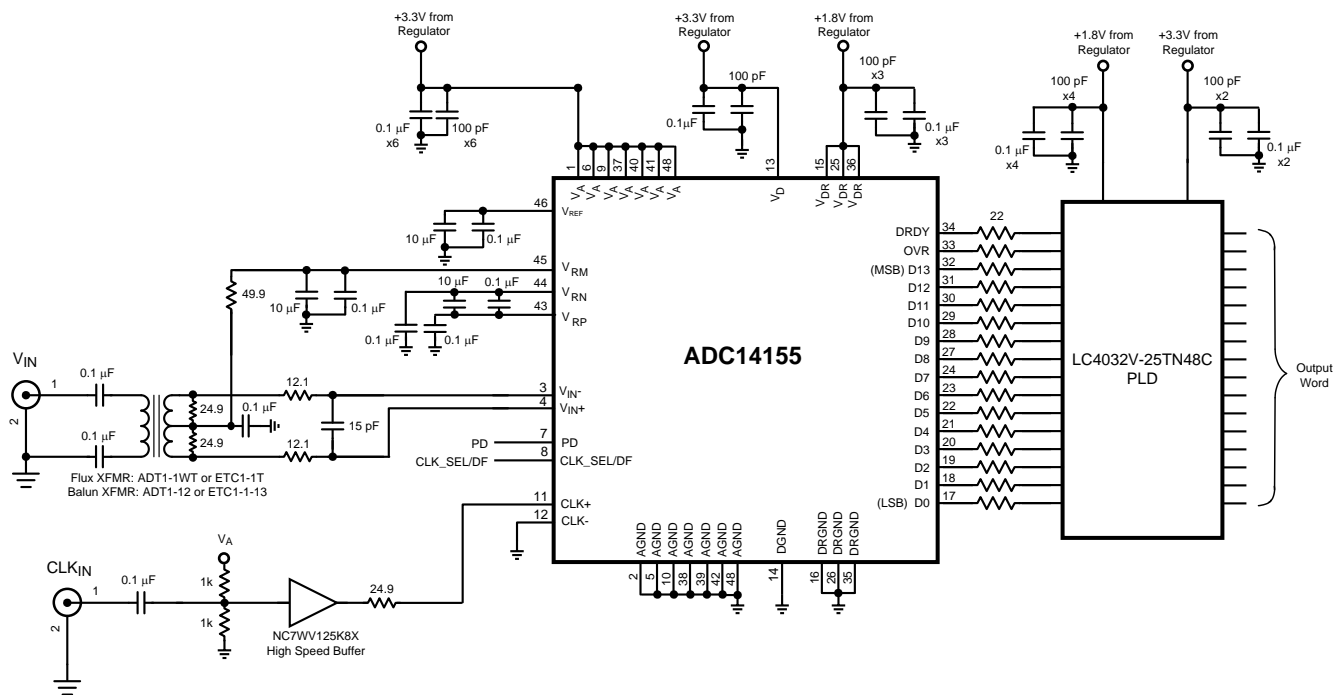 +3.3V from
Regulator
+3.3V from
Regulator
+1.8V from
Regulator
+1.8V from
Regulator
+3.3V from
Regulator
0.1 µF
x6
100 pF
x6
100 pF
0.1µF
100 pF
x3
0.1 µF
x3
100 pF
x4
0.1 µF
x4
100 pF
x2
0.1 µF
x2
1
6
9
37
40
41
48
13
15
25
36
VA
VA
VA
VA
VA
VA
VA
VD
VDR
VDR
VDR
46
VREF
10 µF
0.1 µF
45
VRM
44
VRN
43
VRP
49.9
10 µF
0.1 µF
10 µF
0.1 µF
0.1 µF
0.1 µF
ADC14155
VIN
1
2
0.1 µF
0.1 µF
24.9
24.9
0.1 µF
12.1
12.1
15 pF
3
VIN-
4
VIN+
Flux XFMR: ADT1-1WT or ETC1-1T
Balun XFMR: ADT1-12 or ETC1-1-13
PD
7
PD
CLK_SEL/DF
8
CLK_SEL/DF
11
CLK+
12
CLK-
CLKIN
1
2
0.1 µF
VA
1k
1k
NC7WV125K8X
High Speed Buffer
24.9
AGND
AGND
AGND
AGND
AGND
AGND
AGND
DGND
DRGND
DRGND
DRGND
2
5
10
38
39
42
48
14
16
26
35
22
DRDY
34
OVR
33
(MSB) D13
32
D12
31
D11
30
D10
29
D9
28
D8
27
D7
24
D6
23
D5
22
D4
21
D3
20
D2
19
D1
18
(LSB) D0
17
LC4032V-25TN48C
PLD
Output
Word